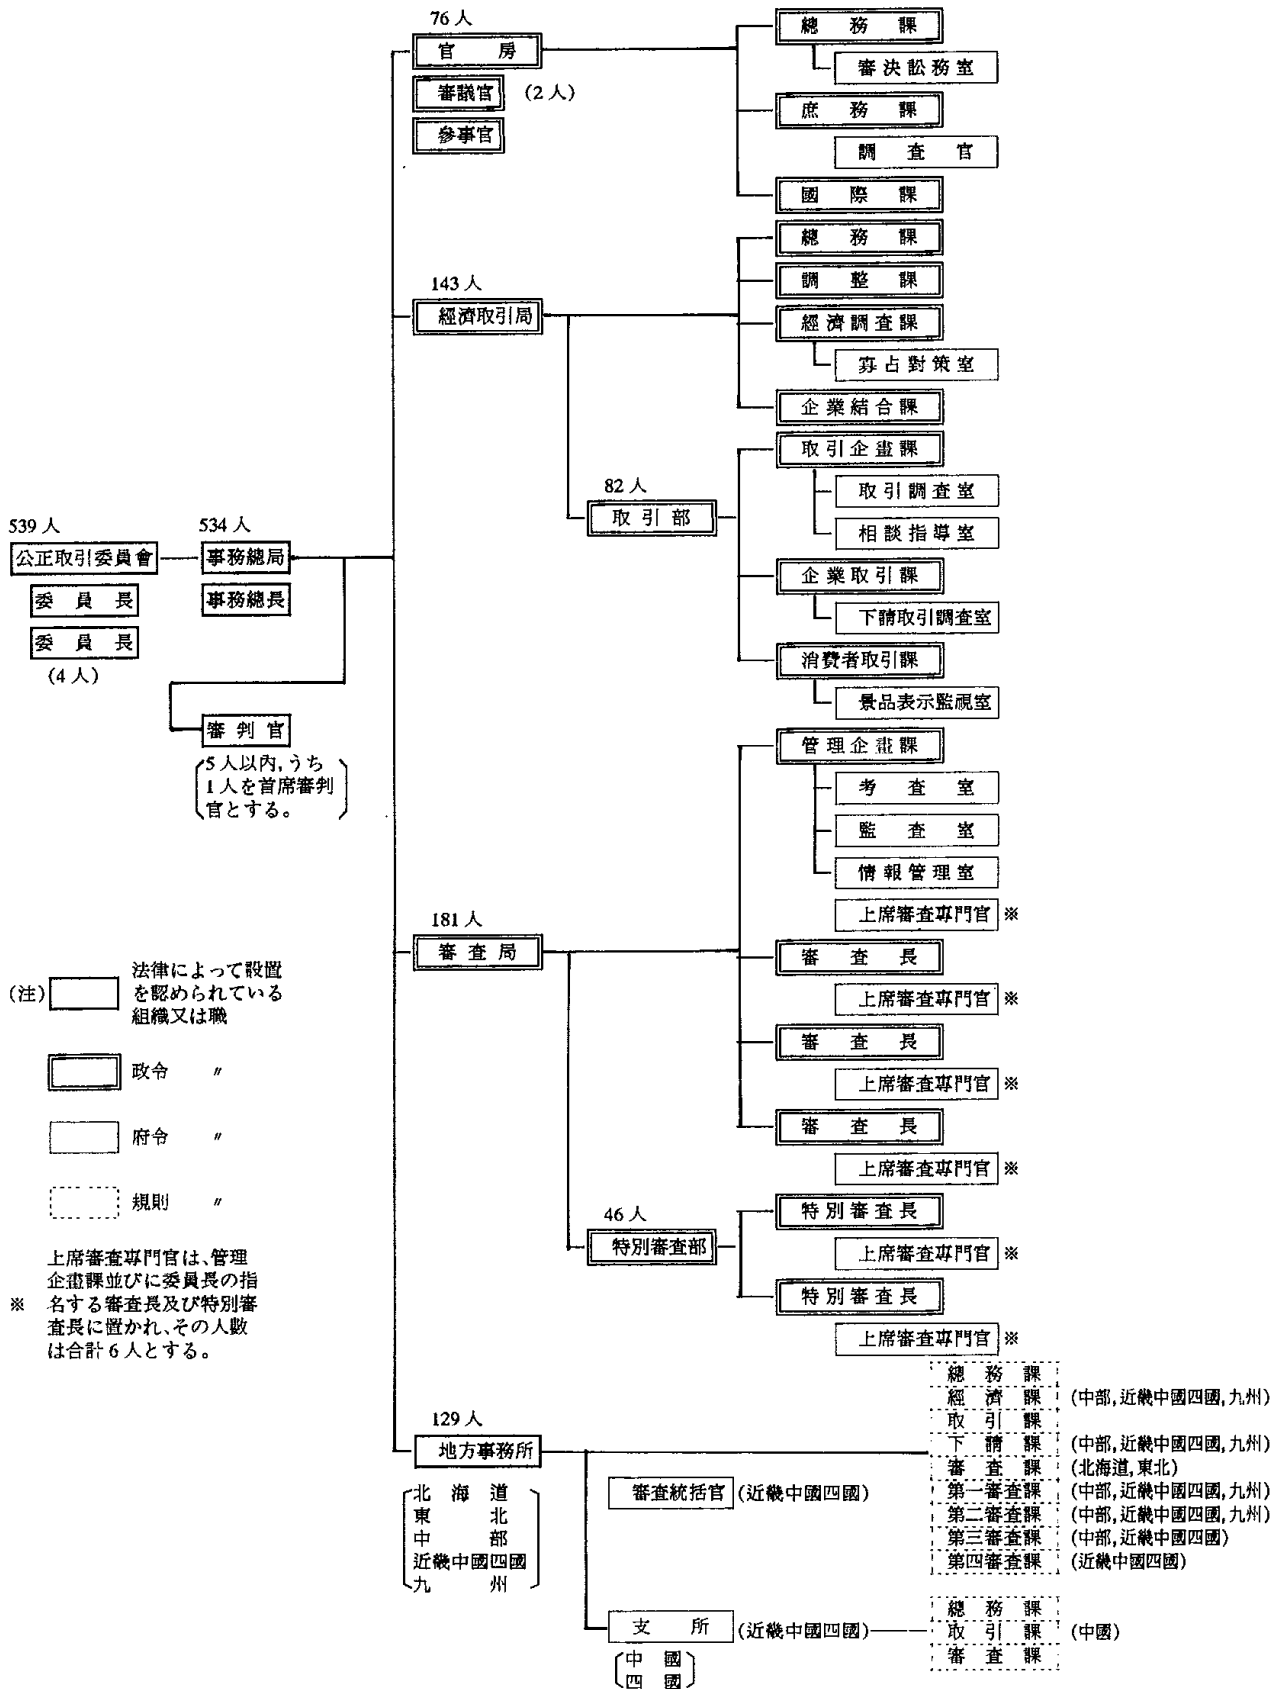 76人
官房
審議官 (2人)
參事官
總務課
審決訟務室
庶務課
調査官
國際課
143人
經濟取引局
總務課
調整課
經濟調査課
寡占對策室
企業結合課
82人
取引部
取引企畫課
取引調査室
相談指導室
企業取引課
下請取引調査室
消費者取引課
景品表示監視室
539人
公正取引委員會
委員長
委員長
(4人)
534人
事務總局
事務總長
審判官
5人以內,うち
1人を首席審判
官とする。
181人
審査局
管理企畫課
考査室
監査室
情報管理室
上席審査專門官 ※
審査長
上席審査專門官 ※
審査長
上席審査專門官 ※
審査長
上席審査專門官 ※
46人
特別審査部
特別審査長
上席審査專門官 ※
特別審査長
上席審査專門官 ※
(注)
法律によって設置
を認められている
組織又は職
政令 〃
府令 〃
規則 〃
上席審査專門官は、管理
企畫課並びに委員長の指
※ 名する審査長及び特別審
査長に置かれ、その人數
は合計6人とする。
129人
地方事務所
北海道
東北
中部
近畿中國四國
九州
總務課
經濟課 (中部,近畿中國四國,九州)
取引課
下請課 (中部,近畿中國四國,九州)
審査課 (北海道,東北)
第一審査課 (中部,近畿中國四國,九州)
第二審査課 (中部,近畿中國四國,九州)
第三審査課 (中部,近畿中國四國)
第四審査課 (近畿中國四國)
審査統括官 (近畿中國四國)
支所 (近畿中國四國)
中國
四國
總務課
取引課 (中國)
審査課